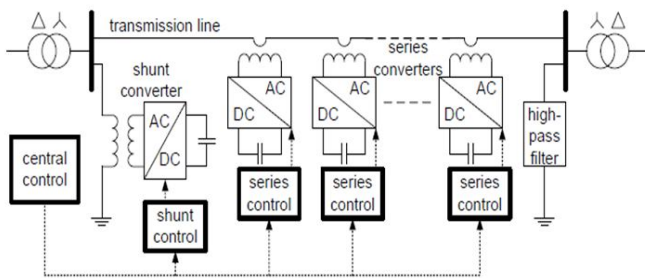 Δ
Y
transmission line
Y
Δ
series
converters
shunt
converter
AC
DC
AC
DC
AC
DC
AC
DC
high-
pass
filter
central
control
series
control
series
control
series
control
shunt
control